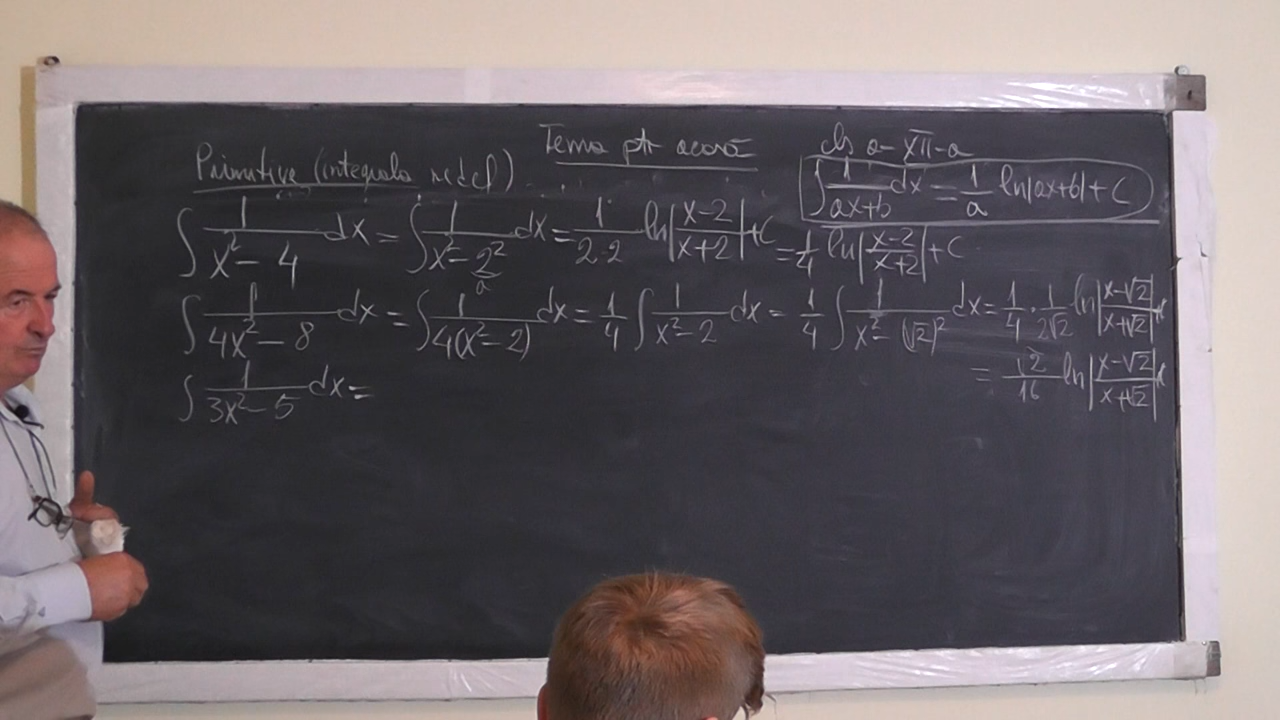 Tema ptr acasă
cls a- XII-a
Primitive (integrala nedef)
∫ 1/(ax+b) dx = 1/a ln|ax+b| + C
∫ 1/(x²-4) dx = ∫ 1/(x²-2²) dx = 1/(2·2) ln|(x-2)/(x+2)| + C = 1/4 ln|(x-2)/(x+2)| + C
a
∫ 1/(4x²-8) dx = ∫ 1/(4(x²-2)) dx = 1/4 ∫ 1/(x²-2) dx = 1/4 ∫ 1/(x²-(√2)²) dx = 1/4 · 1/(2√2) ln|(x-√2)/(x+√2)|
= √2/16 ln|(x-√2)/(x+√2)|
∫ 1/(3x²-5) dx =